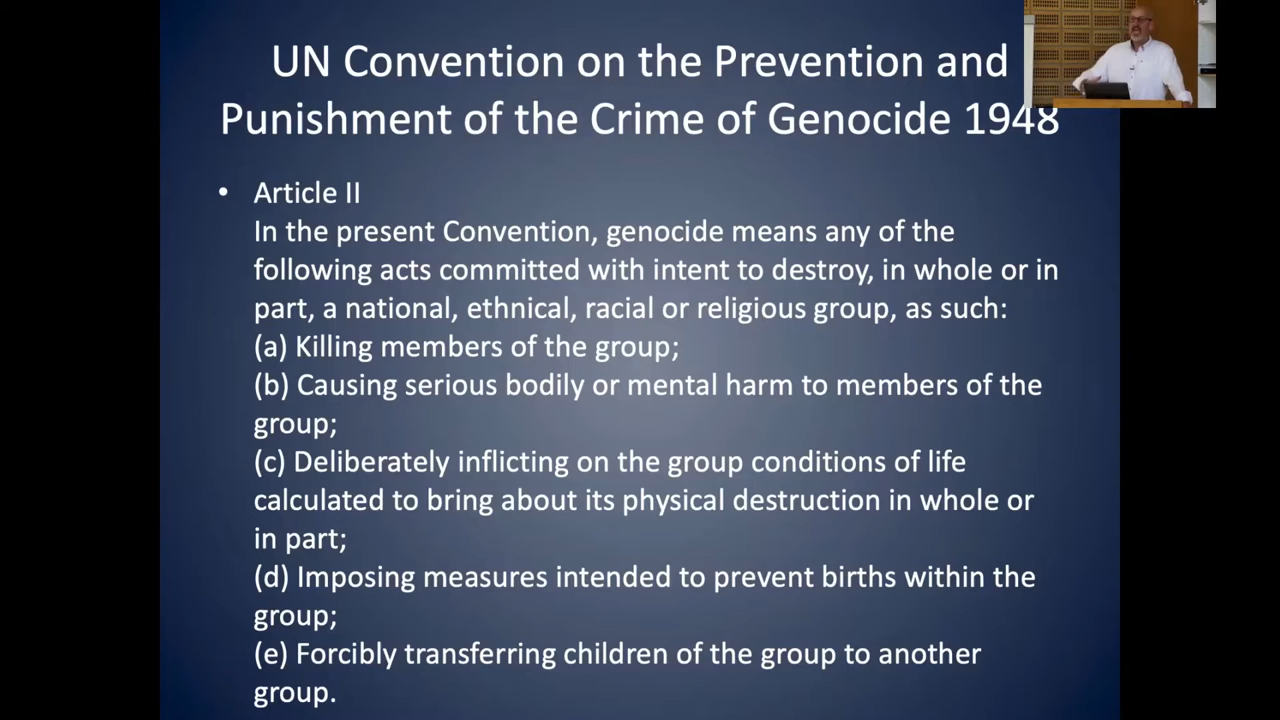 UN Convention on the Prevention and
Punishment of the Crime of Genocide 1948
• Article II
In the present Convention, genocide means any of the
following acts committed with intent to destroy, in whole or in
part, a national, ethnical, racial or religious group, as such:
(a) Killing members of the group;
(b) Causing serious bodily or mental harm to members of the
group;
(c) Deliberately inflicting on the group conditions of life
calculated to bring about its physical destruction in whole or
in part;
(d) Imposing measures intended to prevent births within the
group;
(e) Forcibly transferring children of the group to another
group.